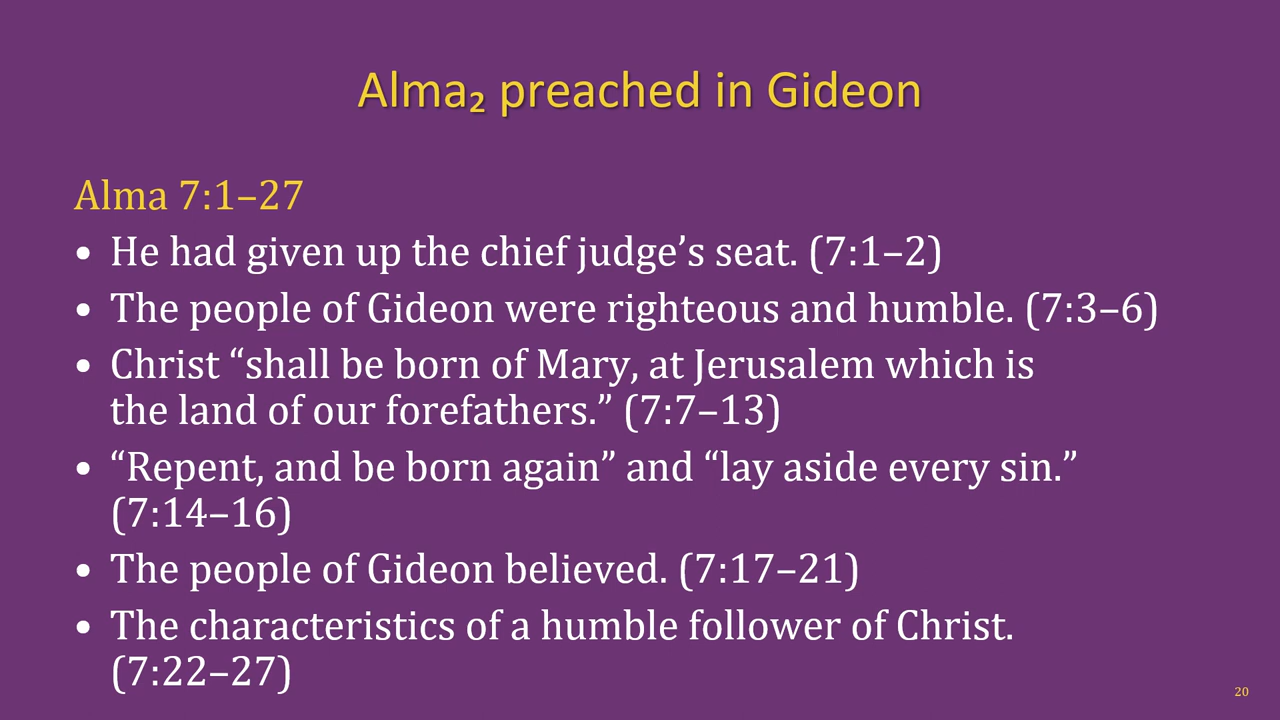 Alma₂ preached in Gideon
Alma 7:1–27
• He had given up the chief judge’s seat. (7:1–2)
• The people of Gideon were righteous and humble. (7:3–6)
• Christ “shall be born of Mary, at Jerusalem which is
the land of our forefathers.” (7:7–13)
• “Repent, and be born again” and “lay aside every sin.”
(7:14–16)
• The people of Gideon believed. (7:17–21)
• The characteristics of a humble follower of Christ.
(7:22–27)
20